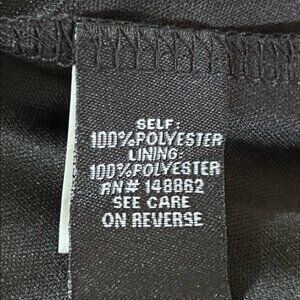 SELF:
100%POLYESTER
LINING:
100%POLYESTER
RN# 148862
SEE CARE
ON REVERSE